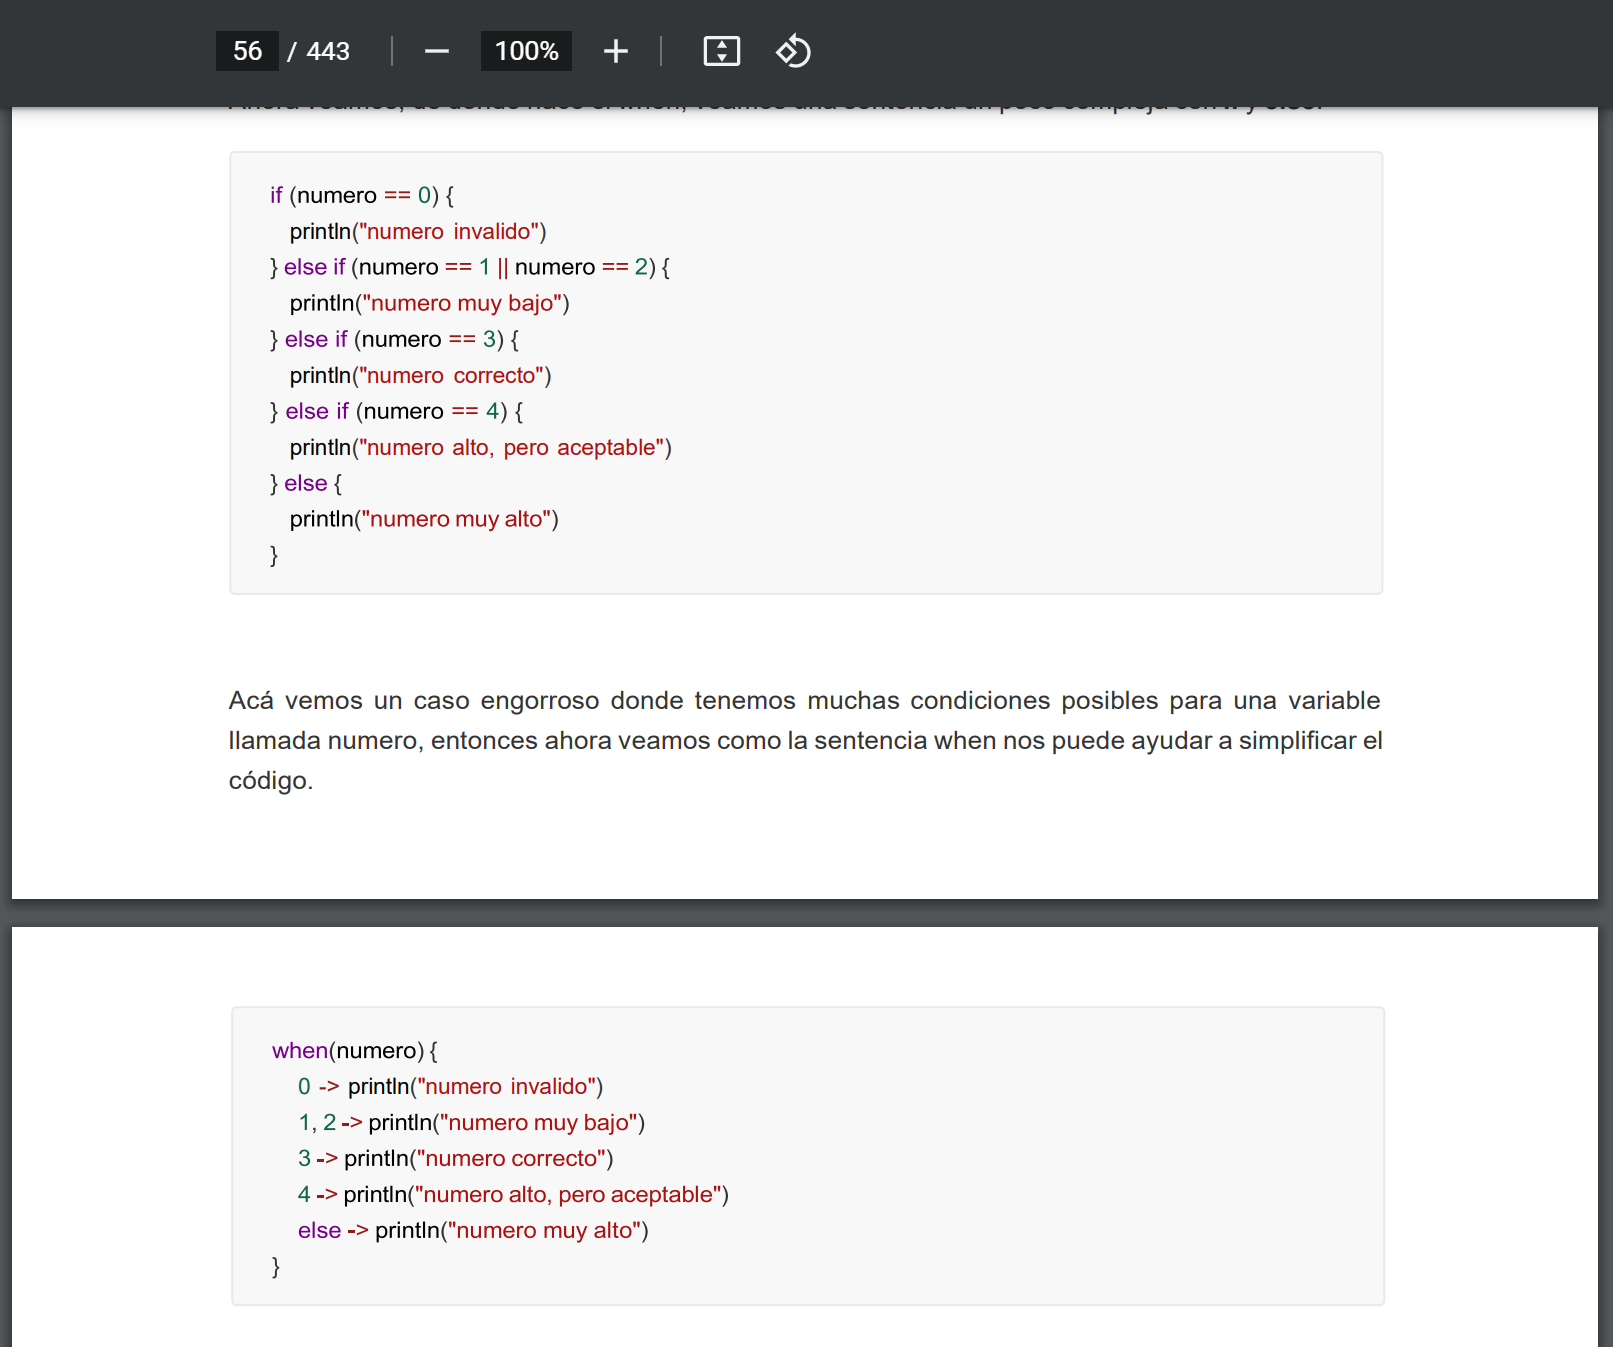 56 / 443 100%
if (numero == 0) {
println("numero invalido")
} else if (numero == 1 || numero == 2) {
println("numero muy bajo")
} else if (numero == 3) {
println("numero correcto")
} else if (numero == 4) {
println("numero alto, pero aceptable")
} else {
println("numero muy alto")
}
Acá vemos un caso engorroso donde tenemos muchas condiciones posibles para una variable
llamada numero, entonces ahora veamos como la sentencia when nos puede ayudar a simplificar el
código.
when(numero) {
0 -> println("numero invalido")
1, 2 -> println("numero muy bajo")
3 -> println("numero correcto")
4 -> println("numero alto, pero aceptable")
else -> println("numero muy alto")
}